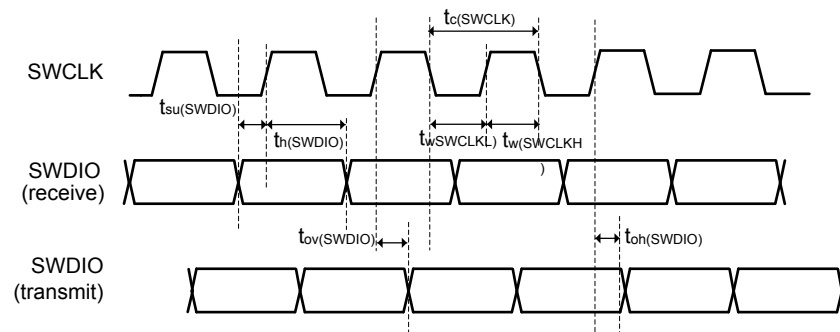 tc(SWCLK)
SWCLK
tsu(SWDIO)
th(SWDIO)
twSWCLKL)
tw(SWCLKH
)
SWDIO
(receive)
tov(SWDIO)
toh(SWDIO)
SWDIO
(transmit)